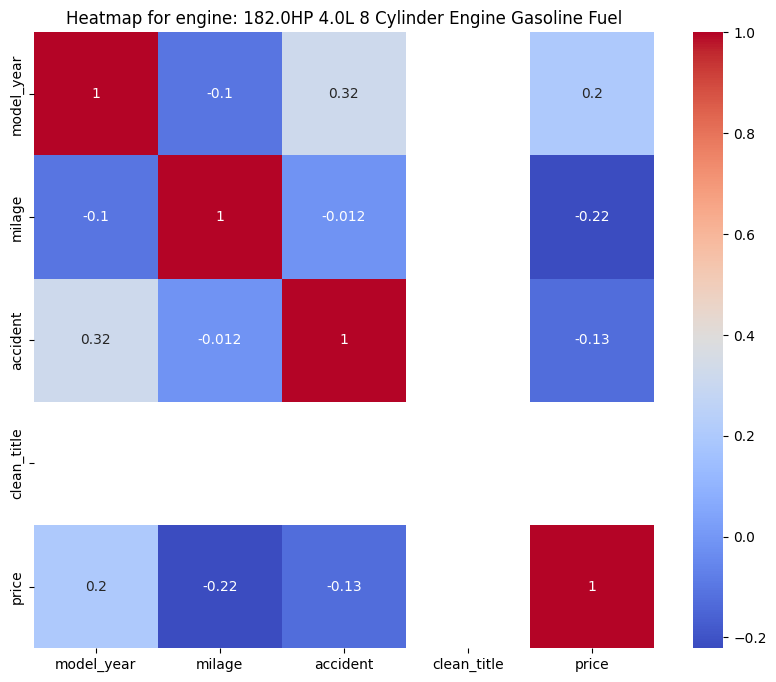 Heatmap for engine: 182.0HP 4.0L 8 Cylinder Engine Gasoline Fuel
model_year
1
-0.1
0.32
0.2
milage
-0.1
1
-0.012
-0.22
accident
0.32
-0.012
1
-0.13
clean_title
price
0.2
-0.22
-0.13
1
model_year
milage
accident
clean_title
price
1.0
0.8
0.6
0.4
0.2
0.0
−0.2